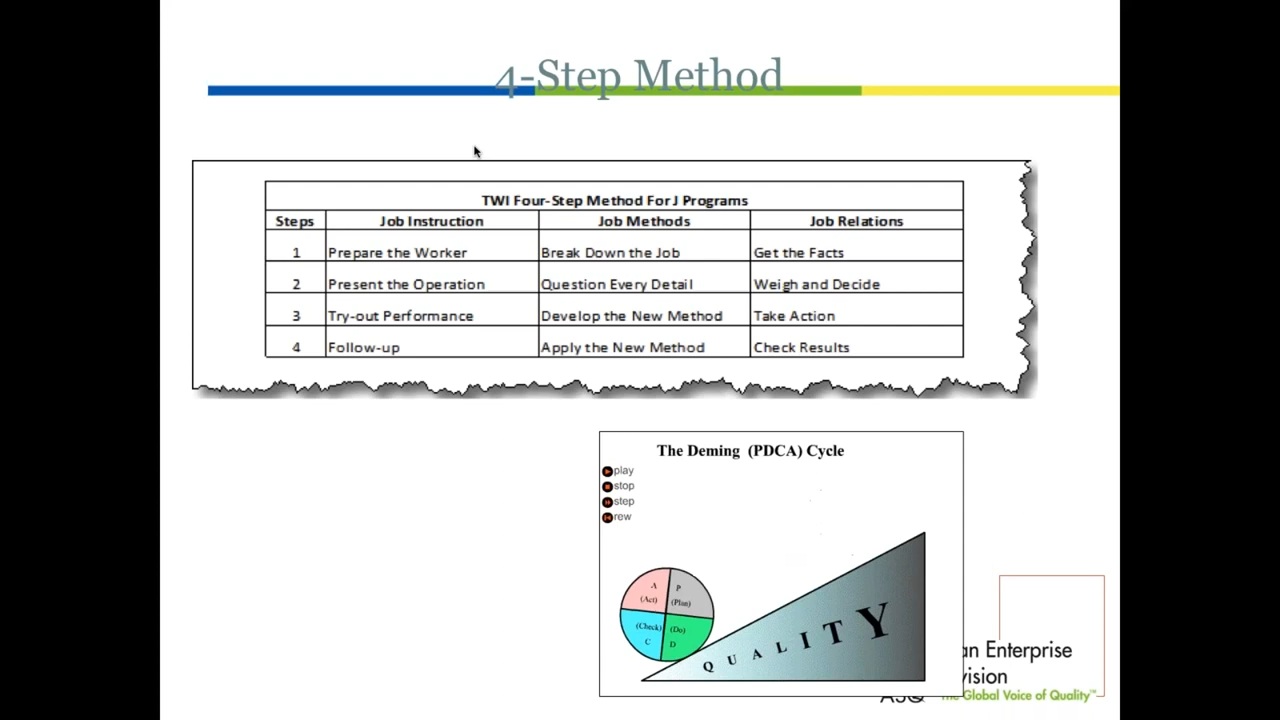 4-Step Method
TWI Four-Step Method For J Programs
Steps Job Instruction Job Methods Job Relations
1 Prepare the Worker Break Down the Job Get the Facts
2 Present the Operation Question Every Detail Weigh and Decide
3 Try-out Performance Develop the New Method Take Action
4 Follow-up Apply the New Method Check Results
The Deming (PDCA) Cycle
play
stop
step
rew
A P
(Act) (Plan)
(Check) (Do)
C D
QUALITY
an Enterprise
vision
The Global Voice of Quality™